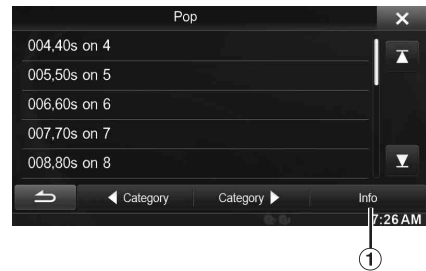 Pop
004,40s on 4
005,50s on 5
006,60s on 6
007,70s on 7
008,80s on 8
Category Category Info
7:26 AM
1